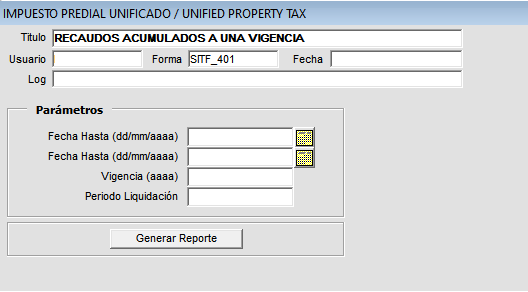 IMPUESTO PREDIAL UNIFICADO / UNIFIED PROPERTY TAX
Titulo RECAUDOS ACUMULADOS A UNA VIGENCIA
Usuario Forma SITF_401 Fecha
Log
Parámetros
Fecha Hasta (dd/mm/aaaa)
Fecha Hasta (dd/mm/aaaa)
Vigencia (aaaa)
Periodo Liquidación
Generar Reporte